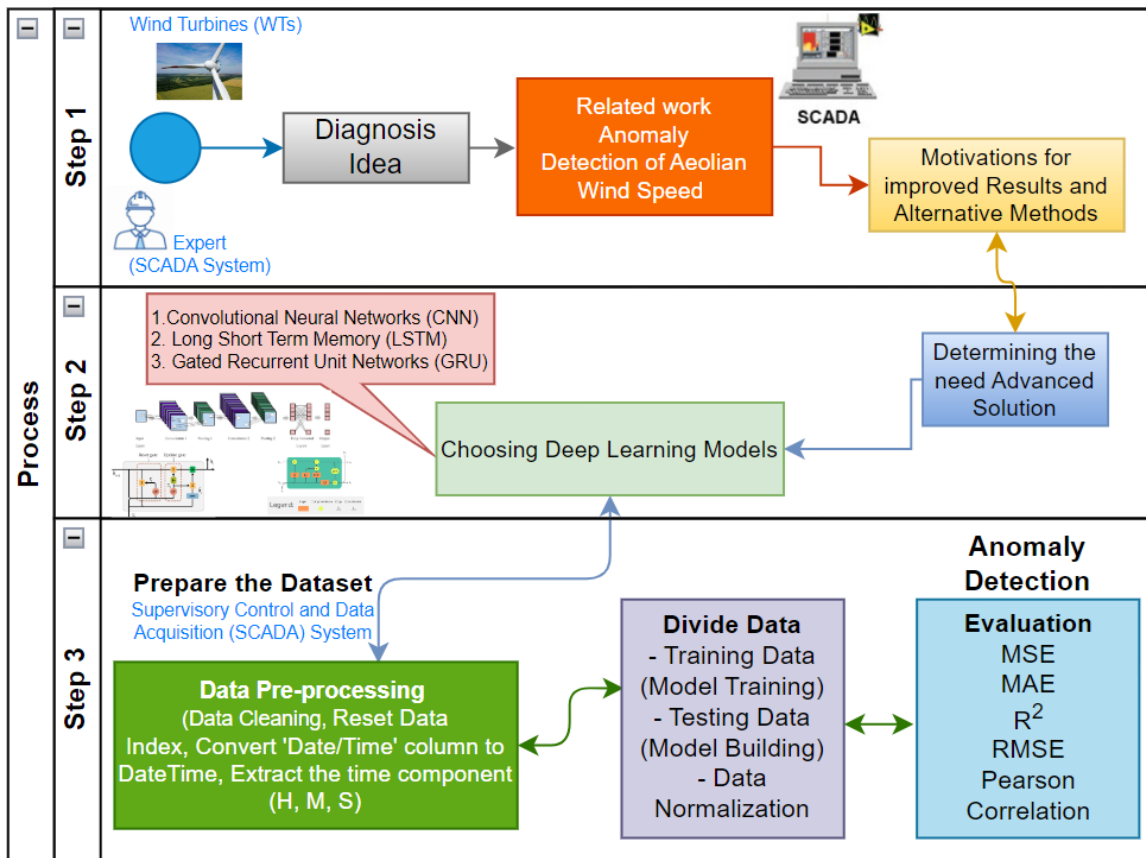 Process
Step 1
Wind Turbines (WTs)
Expert
(SCADA System)
Diagnosis
Idea
Related work
Anomaly
Detection of Aeolian
Wind Speed
SCADA
Motivations for
improved Results and
Alternative Methods
Step 2
1.Convolutional Neural Networks (CNN)
2. Long Short Term Memory (LSTM)
3. Gated Recurrent Unit Networks (GRU)
Legend:
Choosing Deep Learning Models
Determining the
need Advanced
Solution
Step 3
Prepare the Dataset
Supervisory Control and Data
Acquisition (SCADA) System
Data Pre-processing
(Data Cleaning, Reset Data
Index, Convert 'Date/Time' column to
DateTime, Extract the time component
(H, M, S)
Divide Data
- Training Data
(Model Training)
- Testing Data
(Model Building)
- Data
Normalization
Anomaly
Detection
Evaluation
MSE
MAE
R²
RMSE
Pearson
Correlation